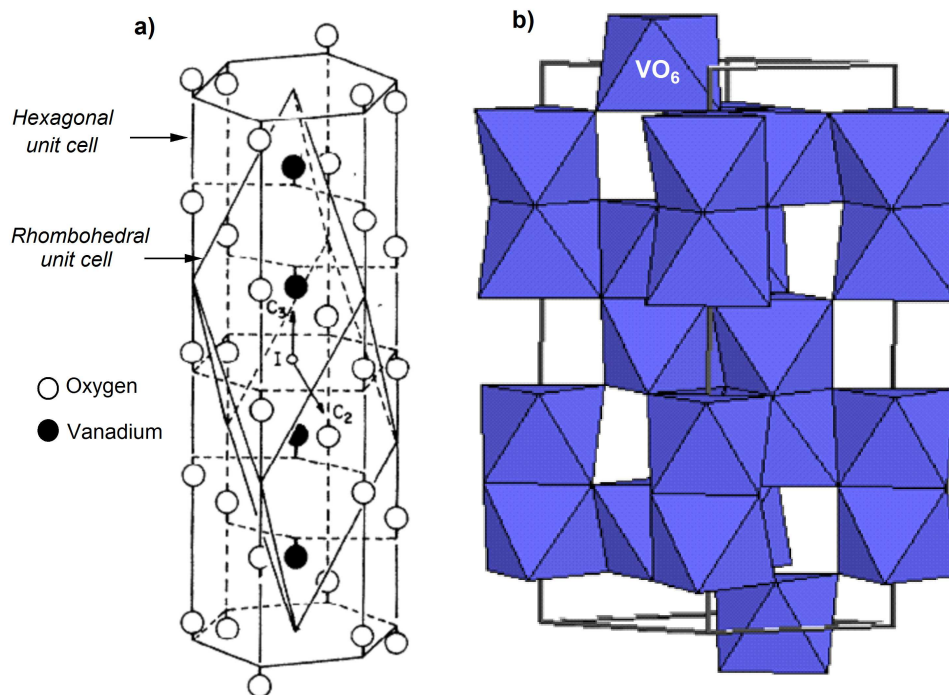 a)
b)
VO₆
Hexagonal
unit cell
Rhombohedral
unit cell
C₃
I
C₂
Oxygen
Vanadium